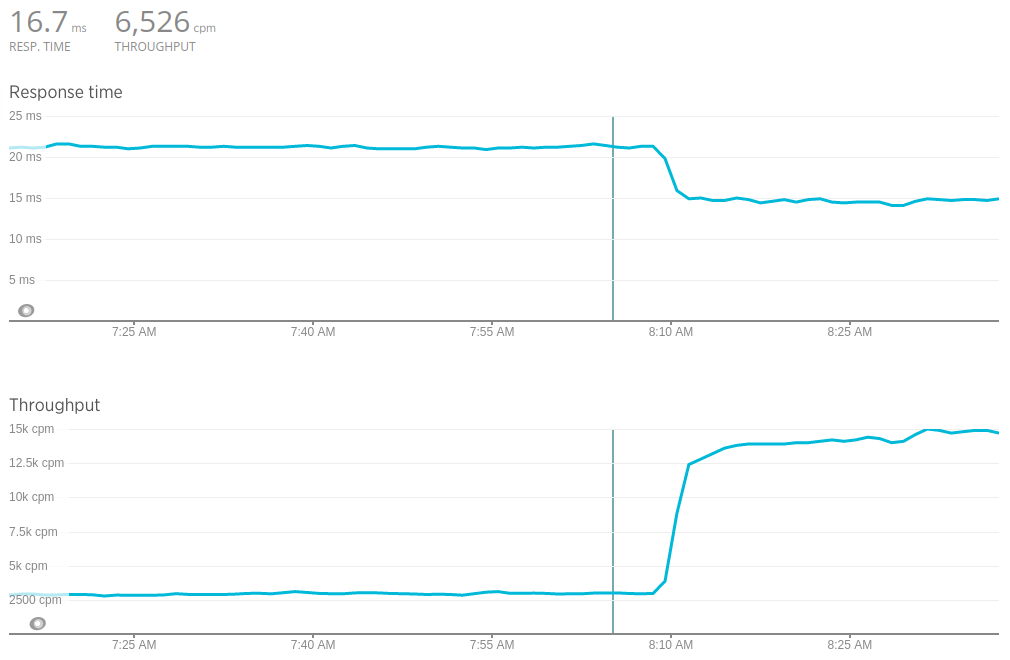 16.7 ms 6,526 cpm
RESP. TIME THROUGHPUT
Response time
25 ms
20 ms
15 ms
10 ms
5 ms
7:25 AM 7:40 AM 7:55 AM 8:10 AM 8:25 AM
Throughput
15k cpm
12.5k cpm
10k cpm
7.5k cpm
5k cpm
2500 cpm
7:25 AM 7:40 AM 7:55 AM 8:10 AM 8:25 AM